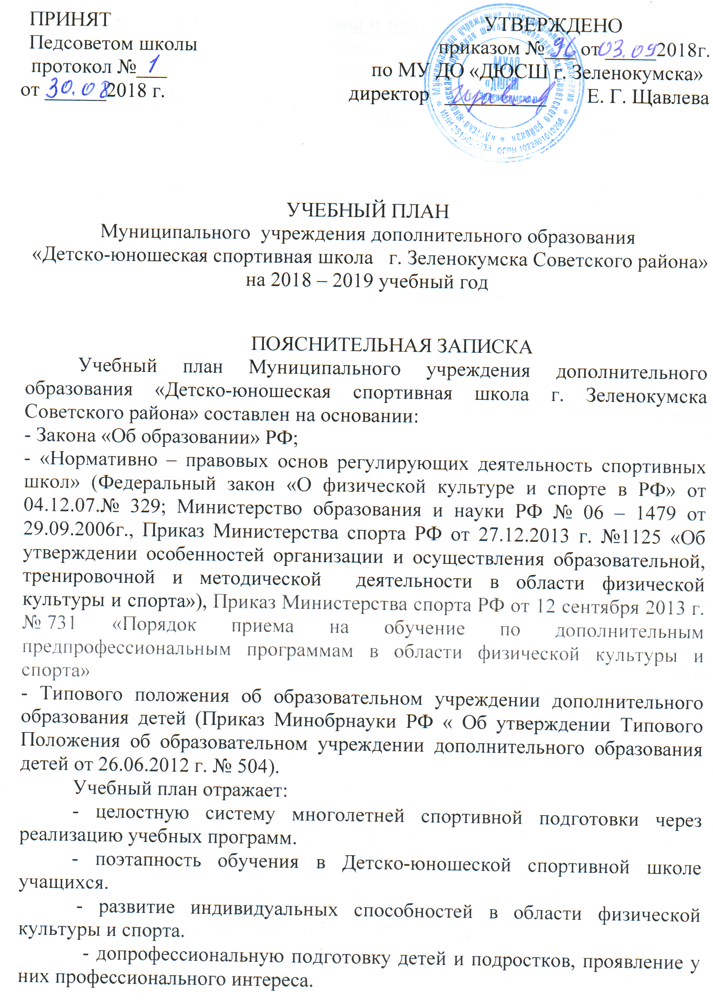 ПРИНЯТ
Педсоветом школы
протокол № 1
от 30.08 2018 г.
УТВЕРЖДЕНО
приказом № 96 от 03.09 2018г.
по МУ ДО «ДЮСШ г. Зеленокумска»
директор Е. Г. Щавлева
МУДО
«ДЮСШ
г. Зеленокумска»
ОГРН 1022601010266
УЧЕБНЫЙ ПЛАН
Муниципального учреждения дополнительного образования
«Детско-юношеская спортивная школа г. Зеленокумска Советского района»
на 2018 – 2019 учебный год
ПОЯСНИТЕЛЬНАЯ ЗАПИСКА
Учебный план Муниципального учреждения дополнительного
образования «Детско-юношеская спортивная школа г. Зеленокумска
Советского района» составлен на основании:
- Закона «Об образовании» РФ;
- «Нормативно – правовых основ регулирующих деятельность спортивных
школ» (Федеральный закон «О физической культуре и спорте в РФ» от
04.12.07.№ 329; Министерство образования и науки РФ № 06 – 1479 от
29.09.2006г., Приказ Министерства спорта РФ от 27.12.2013 г. №1125 «Об
утверждении особенностей организации и осуществления образовательной,
тренировочной и методической деятельности в области физической
культуры и спорта»), Приказ Министерства спорта РФ от 12 сентября 2013 г.
№ 731 «Порядок приема на обучение по дополнительным
предпрофессиональным программам в области физической культуры и
спорта»
- Типового положения об образовательном учреждении дополнительного
образования детей (Приказ Минобрнауки РФ « Об утверждении Типового
Положения об образовательном учреждении дополнительного образования
детей от 26.06.2012 г. № 504).
Учебный план отражает:
- целостную систему многолетней спортивной подготовки через
реализацию учебных программ.
- поэтапность обучения в Детско-юношеской спортивной школе
учащихся.
- развитие индивидуальных способностей в области физической
культуры и спорта.
- допрофессиональную подготовку детей и подростков, проявление у
них профессионального интереса.